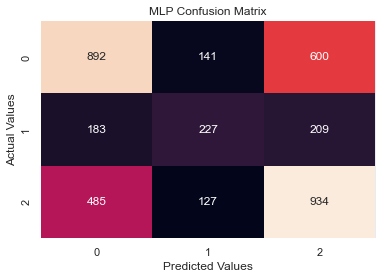 MLP Confusion Matrix
Actual Values
0
892 141 600
1
183 227 209
2
485 127 934
0 1 2
Predicted Values